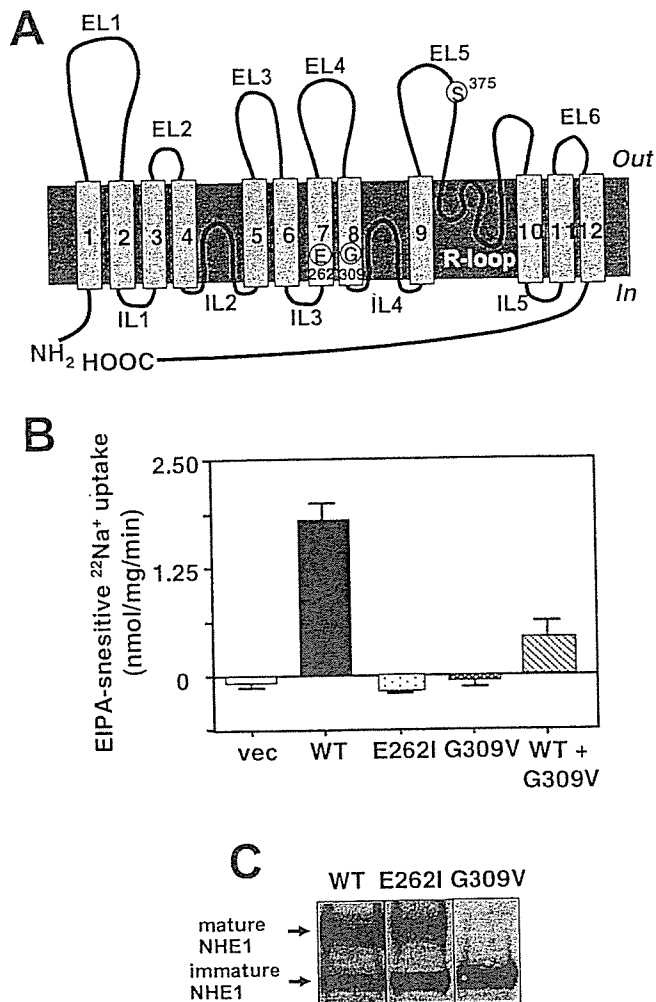 A
EL1
EL2
EL3
EL4
EL5
S 375
EL6
Out
1 2 3 4 5 6 7 8 9 10 11 12
E G
262 309
R-loop
In
IL1
IL2
IL3
IL4
IL5
NH2 HOOC
B
EIPA-snesitive 22Na+ uptake
(nmol/mg/min)
2.50
1.25
0
vec WT E262I G309V WT +
G309V
C
WT E262I G309V
mature
NHE1
immature
NHE1